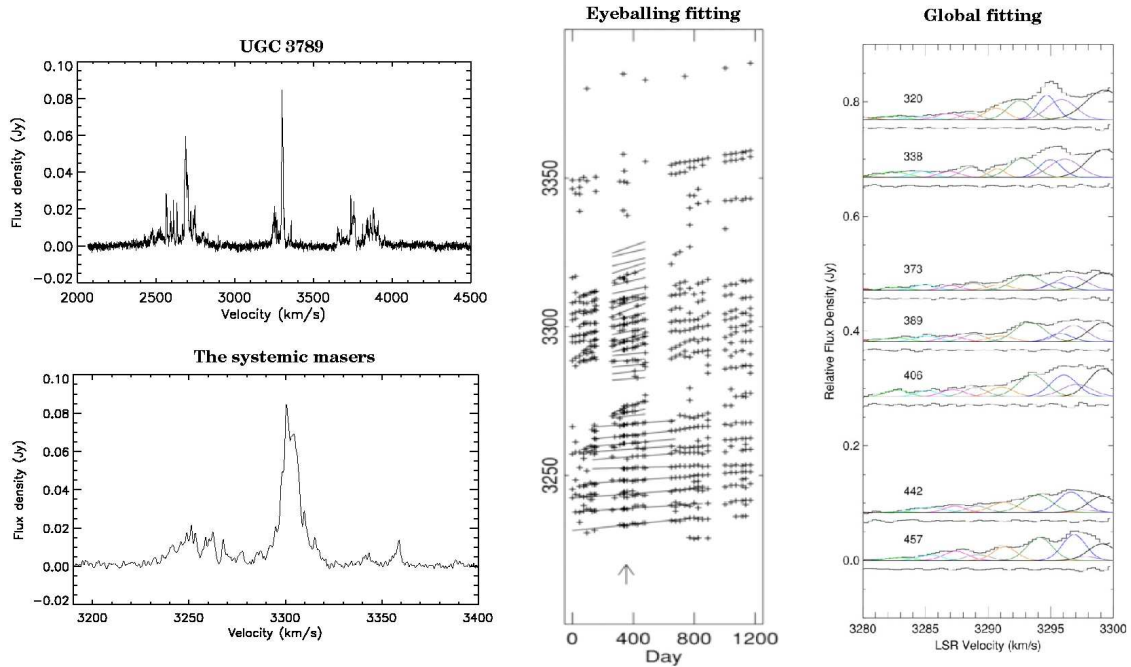 UGC 3789
0.10
0.08
0.06
0.04
0.02
0.00
−0.02
Flux density (Jy)
2000 2500 3000 3500 4000 4500
Velocity (km/s)
The systemic masers
0.10
0.08
0.06
0.04
0.02
0.00
−0.02
Flux density (Jy)
3200 3250 3300 3350 3400
Velocity (km/s)
Eyeballing fitting
3350
3300
3250
0 400 800 1200
Day
Global fitting
0.8
0.6
0.4
0.2
0.0
Relative Flux Density (Jy)
320
338
373
389
406
442
457
3280 3285 3290 3295 3300
LSR Velocity (km/s)